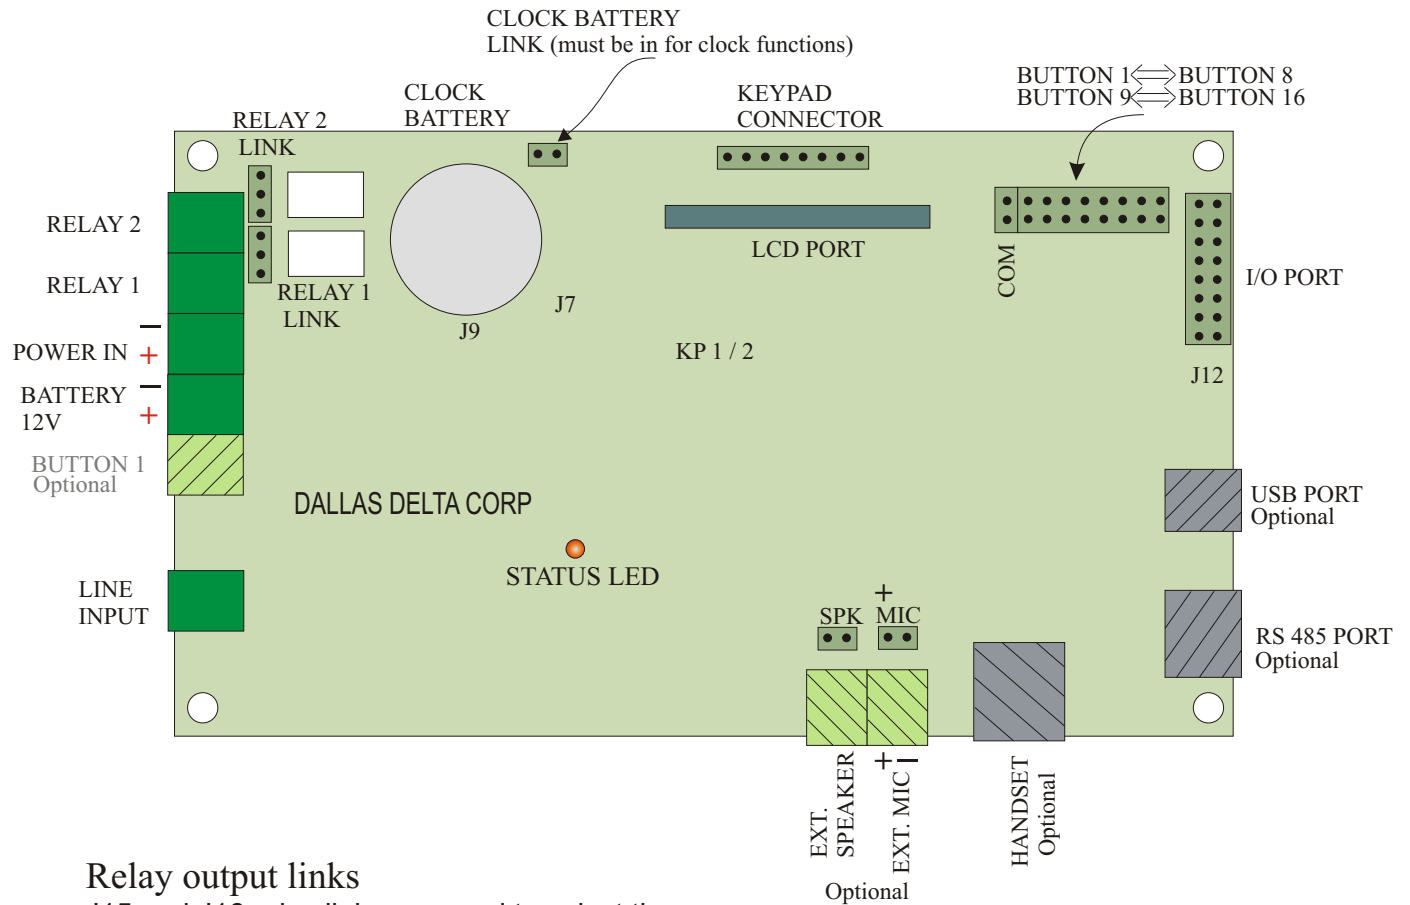 CLOCK BATTERY
LINK (must be in for clock functions)
BUTTON 1 BUTTON 8
BUTTON 9 BUTTON 16
CLOCK
BATTERY
KEYPAD
CONNECTOR
RELAY 2
LINK
RELAY 2
RELAY 1
RELAY 1
LINK
J9
J7
LCD PORT
COM
I/O PORT
J12
KP 1 / 2
− POWER IN +
− BATTERY
12V +
BUTTON 1
Optional
DALLAS DELTA CORP
STATUS LED
USB PORT
Optional
LINE
INPUT
+
SPK MIC
RS 485 PORT
Optional
+ −
EXT.
SPEAKER
EXT. MIC
Optional
HANDSET
Optional
Relay output links